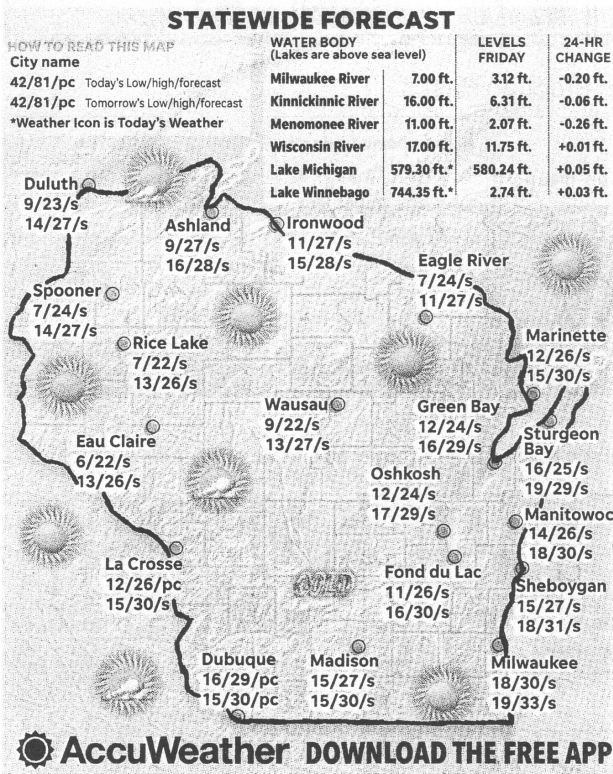 STATEWIDE FORECAST
HOW TO READ THIS MAP
City name
42/81/pc Today's Low/high/forecast
42/81/pc Tomorrow's Low/high/forecast
*Weather Icon is Today's Weather
WATER BODY LEVELS 24-HR
(Lakes are above sea level) FRIDAY CHANGE
Milwaukee River 7.00 ft. 3.12 ft. -0.20 ft.
Kinnickinnic River 16.00 ft. 6.31 ft. -0.06 ft.
Menomonee River 11.00 ft. 2.07 ft. -0.26 ft.
Wisconsin River 17.00 ft. 11.75 ft. +0.01 ft.
Lake Michigan 579.30 ft.* 580.24 ft. +0.05 ft.
Lake Winnebago 744.35 ft.* 2.74 ft. +0.03 ft.
Duluth
9/23/s
14/27/s
Ashland
9/27/s
16/28/s
Ironwood
11/27/s
15/28/s
Eagle River
7/24/s
11/27/s
Spooner
7/24/s
14/27/s
Rice Lake
7/22/s
13/26/s
Marinette
12/26/s
15/30/s
Wausau
9/22/s
13/27/s
Green Bay
12/24/s
16/29/s
Eau Claire
6/22/s
13/26/s
Sturgeon
Bay
16/25/s
19/29/s
Oshkosh
12/24/s
17/29/s
Manitowoc
14/26/s
18/30/s
La Crosse
12/26/pc
15/30/s
Fond du Lac
11/26/s
16/30/s
COLD
Sheboygan
15/27/s
18/31/s
Dubuque
16/29/pc
15/30/pc
Madison
15/27/s
15/30/s
Milwaukee
18/30/s
19/33/s
AccuWeather DOWNLOAD THE FREE APP